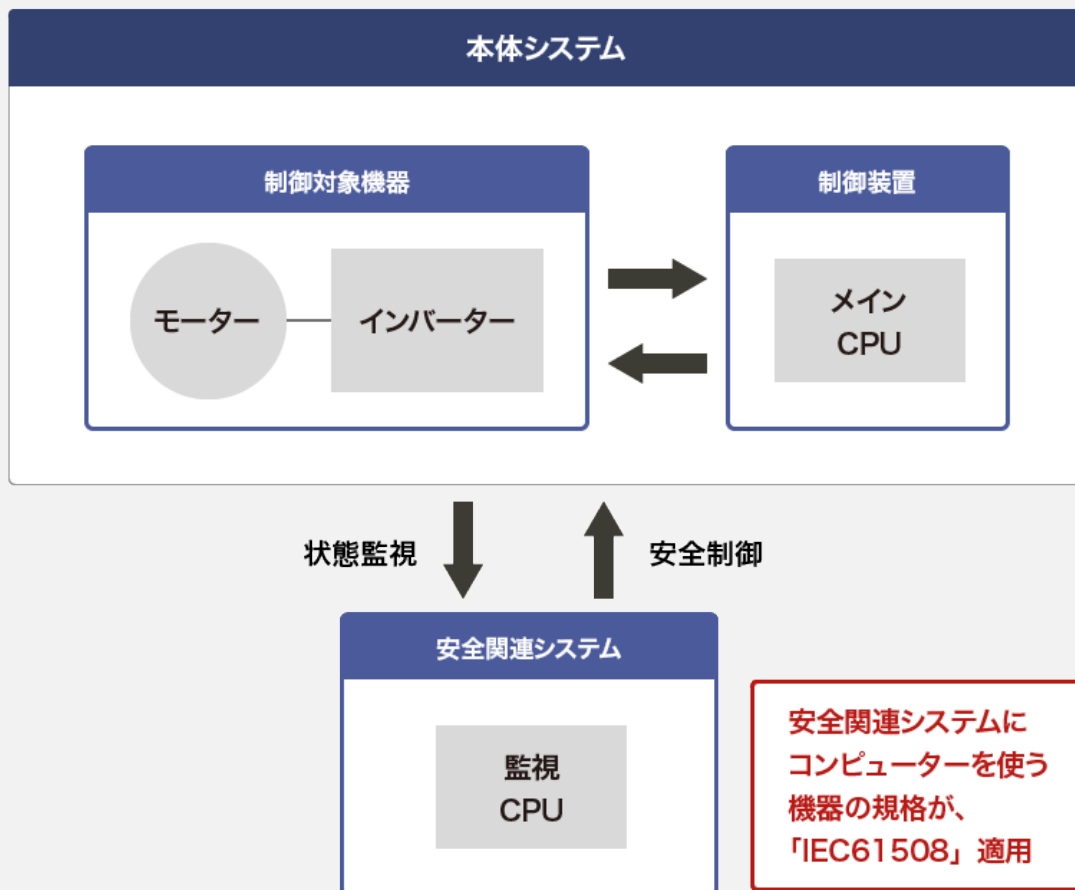 本体システム
制御対象機器
制御装置
モーター
インバーター
メイン
CPU
状態監視
安全制御
安全関連システム
監視
CPU
安全関連システムに
コンピューターを使う
機器の規格が、
「IEC61508」適用